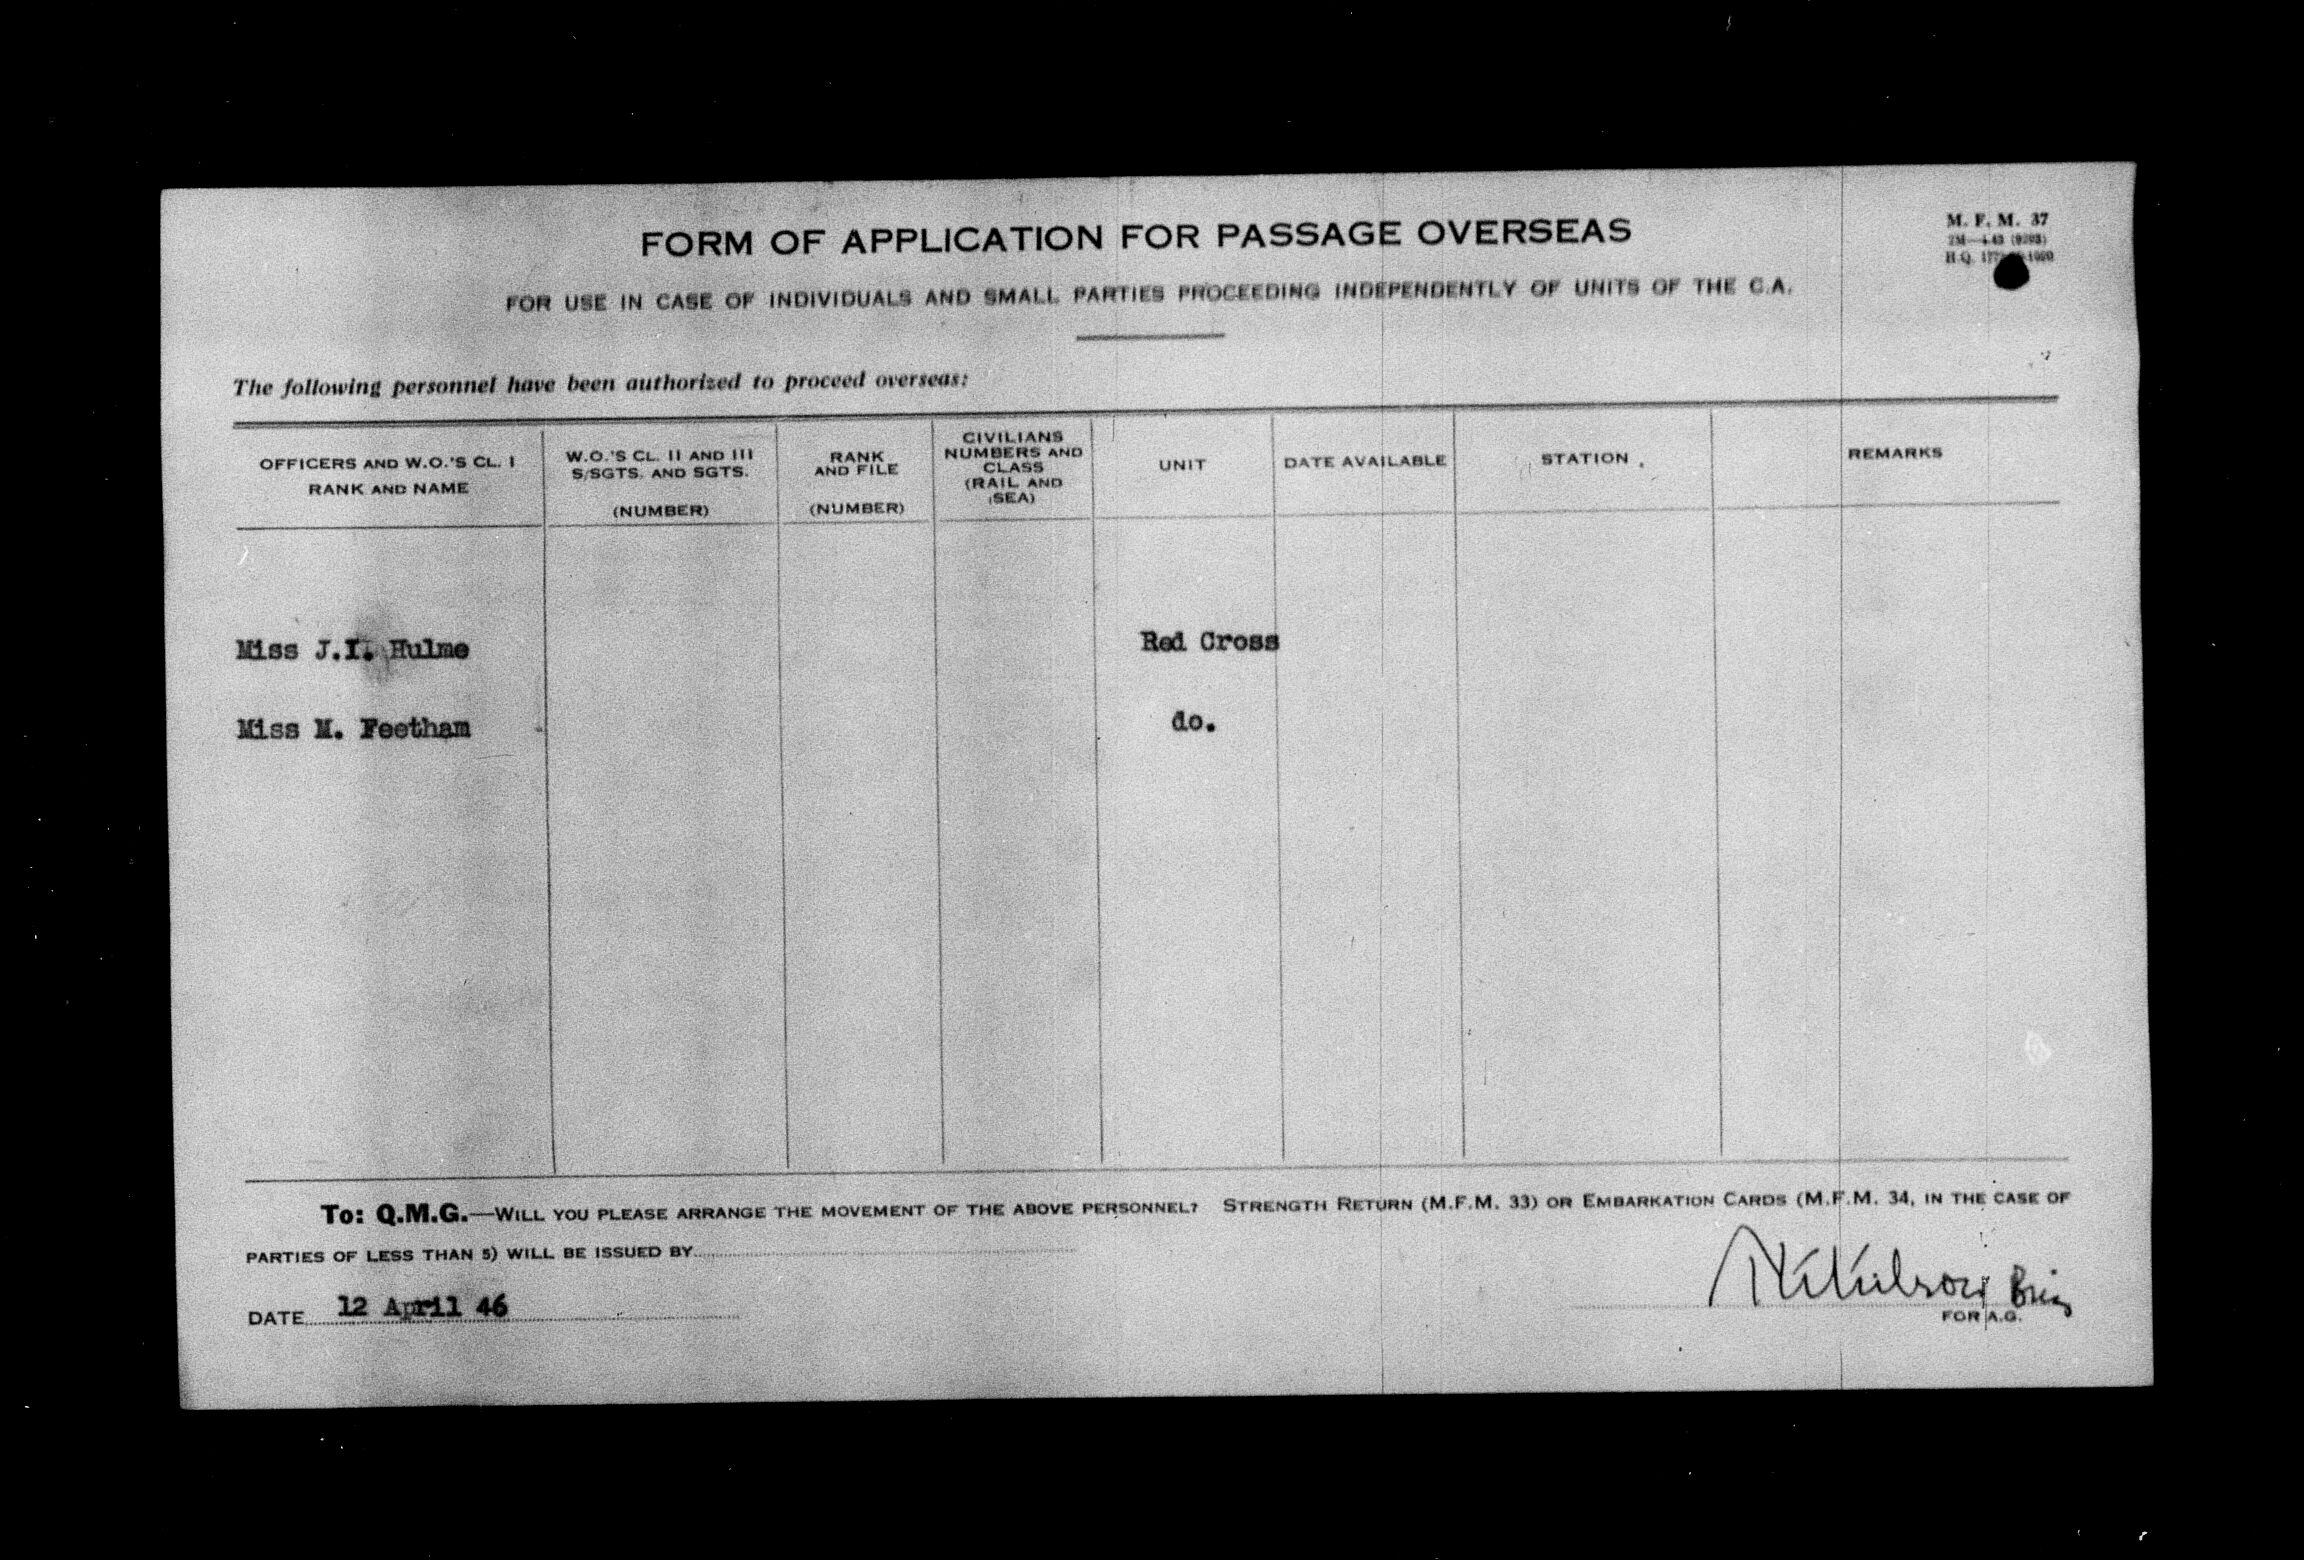 FORM OF APPLICATION FOR PASSAGE OVERSEAS
M. F. M. 37
H.Q.
FOR USE IN CASE OF INDIVIDUALS AND SMALL PARTIES PROCEEDING INDEPENDENTLY OF UNITS OF THE C.A.
The following personnel have been authorized to proceed overseas:
OFFICERS AND W.O.'S CL. I
RANK AND NAME
W.O.'S CL. II AND III
S/SGTS. AND SGTS.
(NUMBER)
RANK
AND FILE
(NUMBER)
CIVILIANS
NUMBERS AND
CLASS
(RAIL AND
SEA)
UNIT
DATE AVAILABLE
STATION
REMARKS
Miss J.I. Hulme Red Cross
Miss M. Feetham do.
To: Q.M.G.—WILL YOU PLEASE ARRANGE THE MOVEMENT OF THE ABOVE PERSONNEL? STRENGTH RETURN (M.F.M. 33) OR EMBARKATION CARDS (M.F.M. 34, IN THE CASE OF
PARTIES OF LESS THAN 5) WILL BE ISSUED BY
DATE 12 April 46
FOR A.G.